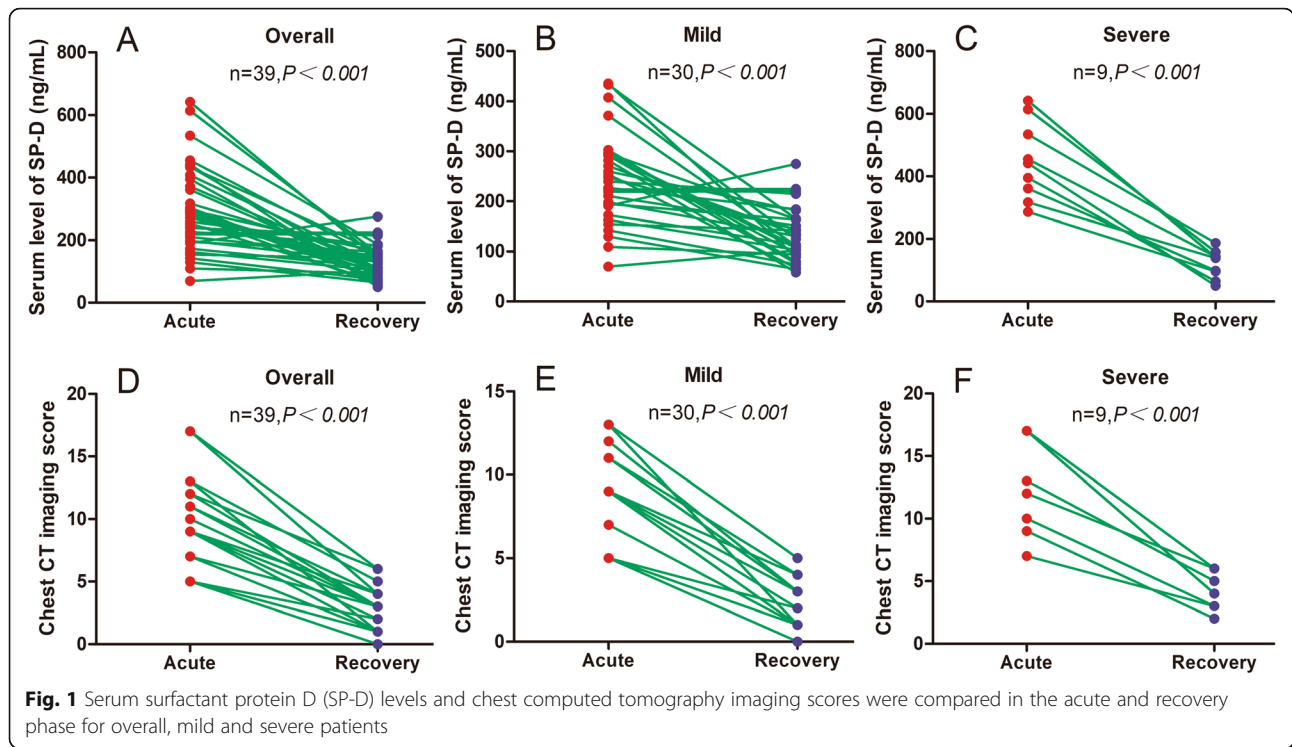 A
Overall
n=39,P < 0.001
Serum level of SP-D (ng/mL)
800
600
400
200
0
Acute Recovery
B
Mild
n=30,P < 0.001
Serum level of SP-D (ng/mL)
500
400
300
200
100
0
Acute Recovery
C
Severe
n=9,P < 0.001
Serum level of SP-D (ng/mL)
800
600
400
200
0
Acute Recovery
D
Overall
n=39,P < 0.001
Chest CT imaging score
20
15
10
5
0
Acute Recovery
E
Mild
n=30,P < 0.001
Chest CT imaging score
15
10
5
0
Acute Recovery
F
Severe
n=9,P < 0.001
Chest CT imaging score
20
15
10
5
0
Acute Recovery
Fig. 1 Serum surfactant protein D (SP-D) levels and chest computed tomography imaging scores were compared in the acute and recovery
phase for overall, mild and severe patients